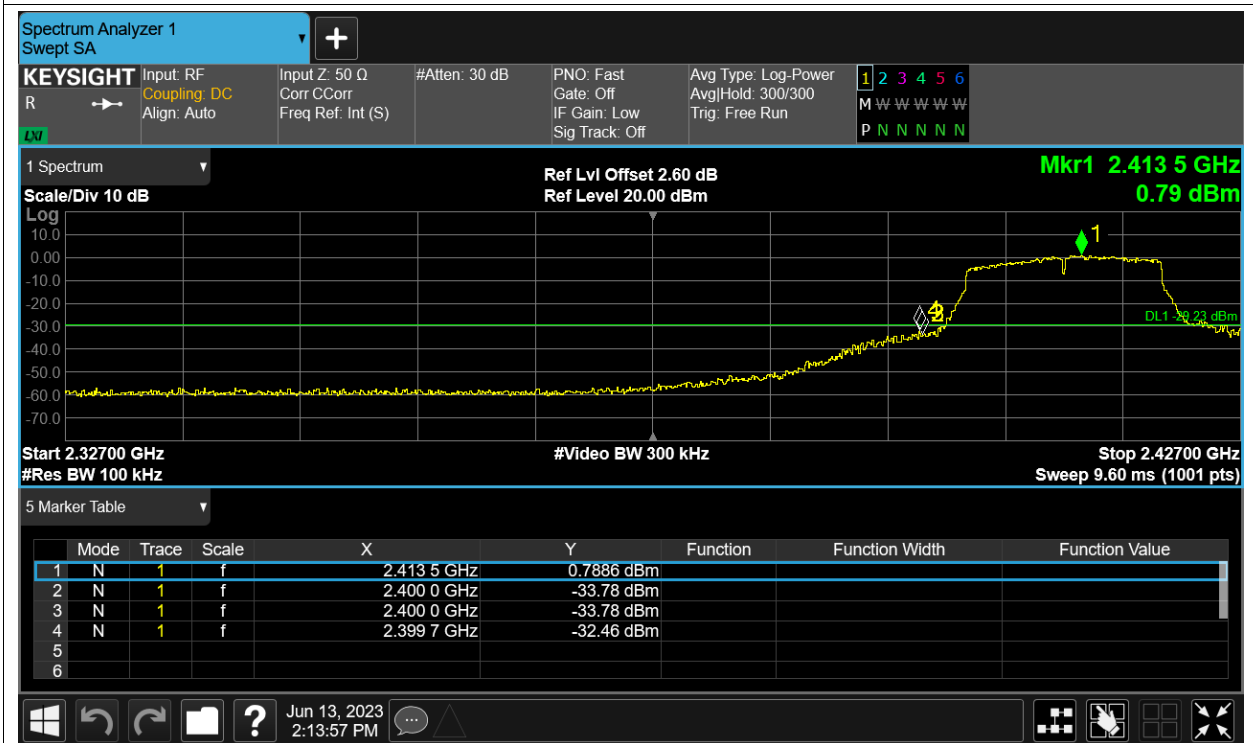 Spectrum Analyzer 1
Swept SA
KEYSIGHT Input: RF Input Z: 50 Ω #Atten: 30 dB PNO: Fast Avg Type: Log-Power 1 2 3 4 5 6
R Coupling: DC Corr CCorr Gate: Off Avg|Hold: 300/300 M W W W W W
Align: Auto Freq Ref: Int (S) IF Gain: Low Trig: Free Run
LXI Sig Track: Off P N N N N N
1 Spectrum Ref Lvl Offset 2.60 dB Mkr1 2.413 5 GHz
Scale/Div 10 dB Ref Level 20.00 dBm 0.79 dBm
Log
10.0
1
0.00
-10.0
-20.0
-30.0
DL1 -29.23 dBm
-40.0
-50.0
-60.0
-70.0
Start 2.32700 GHz #Video BW 300 kHz Stop 2.42700 GHz
#Res BW 100 kHz Sweep 9.60 ms (1001 pts)
5 Marker Table
Mode Trace Scale X Y Function Function Width Function Value
1 N 1 f 2.413 5 GHz 0.7886 dBm
2 N 1 f 2.400 0 GHz -33.78 dBm
3 N 1 f 2.400 0 GHz -33.78 dBm
4 N 1 f 2.399 7 GHz -32.46 dBm
5
6
? Jun 13, 2023
2:13:57 PM